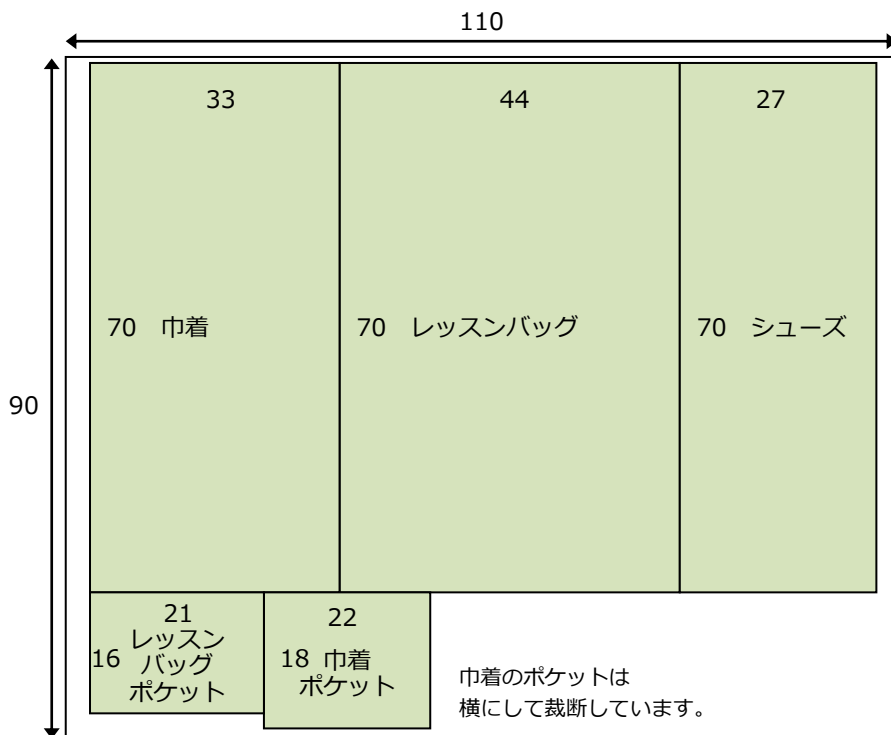 110
33
44
27
70 巾着
70 レッスンバッグ
70 シューズ
90
21
レッスン
16 バッグ
ポケット
22
18 巾着
ポケット
巾着のポケットは
横にして裁断しています。